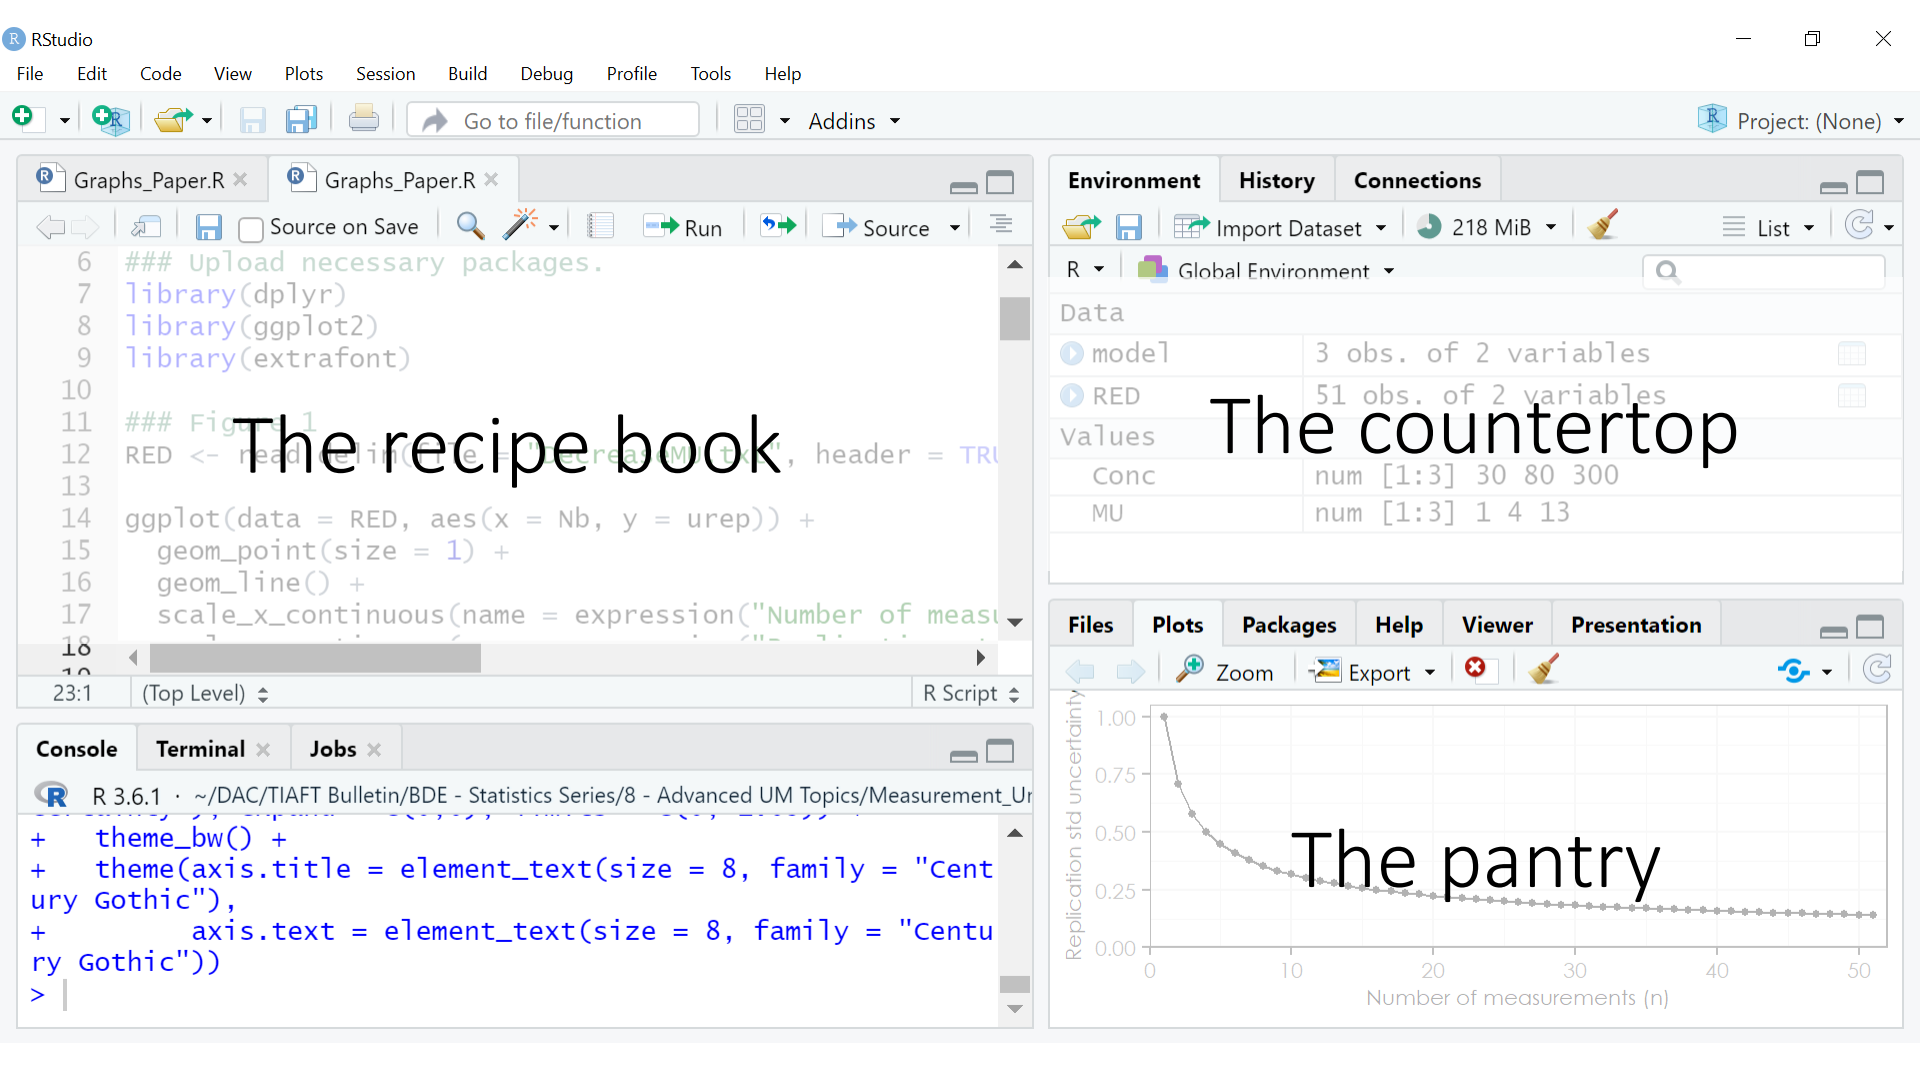 RStudio
File Edit Code View Plots Session Build Debug Profile Tools Help
Go to file/function Addins Project: (None)
Graphs_Paper.R Graphs_Paper.R
Source on Save Run Source
6 ### Upload necessary packages.
7 library(dplyr)
8 library(ggplot2)
9 library(extrafont)
10
11 ### Figure 1
The recipe book
12 RED <- , header = TRU
13
14 ggplot(data = RED, aes(x = Nb, y = urep)) +
15 geom_point(size = 1) +
16 geom_line() +
17 scale_x_continuous(name = expression("Number of measu
18
23:1 (Top Level) R Script
Console Terminal Jobs
R 3.6.1 · ~/DAC/TIAFT Bulletin/BDE - Statistics Series/8 - Advanced UM Topics/Measurement_Un
+ theme_bw() +
+ theme(axis.title = element_text(size = 8, family = "Cent
ury Gothic"),
+ axis.text = element_text(size = 8, family = "Centu
ry Gothic"))
>
Environment History Connections
Import Dataset 218 MiB List
R Global Environment
Data
model 3 obs. of 2 variables
RED 51 obs. of 2 variables
The countertop
Values
Conc num [1:3] 30 80 300
MU num [1:3] 1 4 13
Files Plots Packages Help Viewer Presentation
Zoom Export
Replication std uncertainty
1.00
0.75
0.50
The pantry
0.25
0.00
0 10 20 30 40 50
Number of measurements (n)